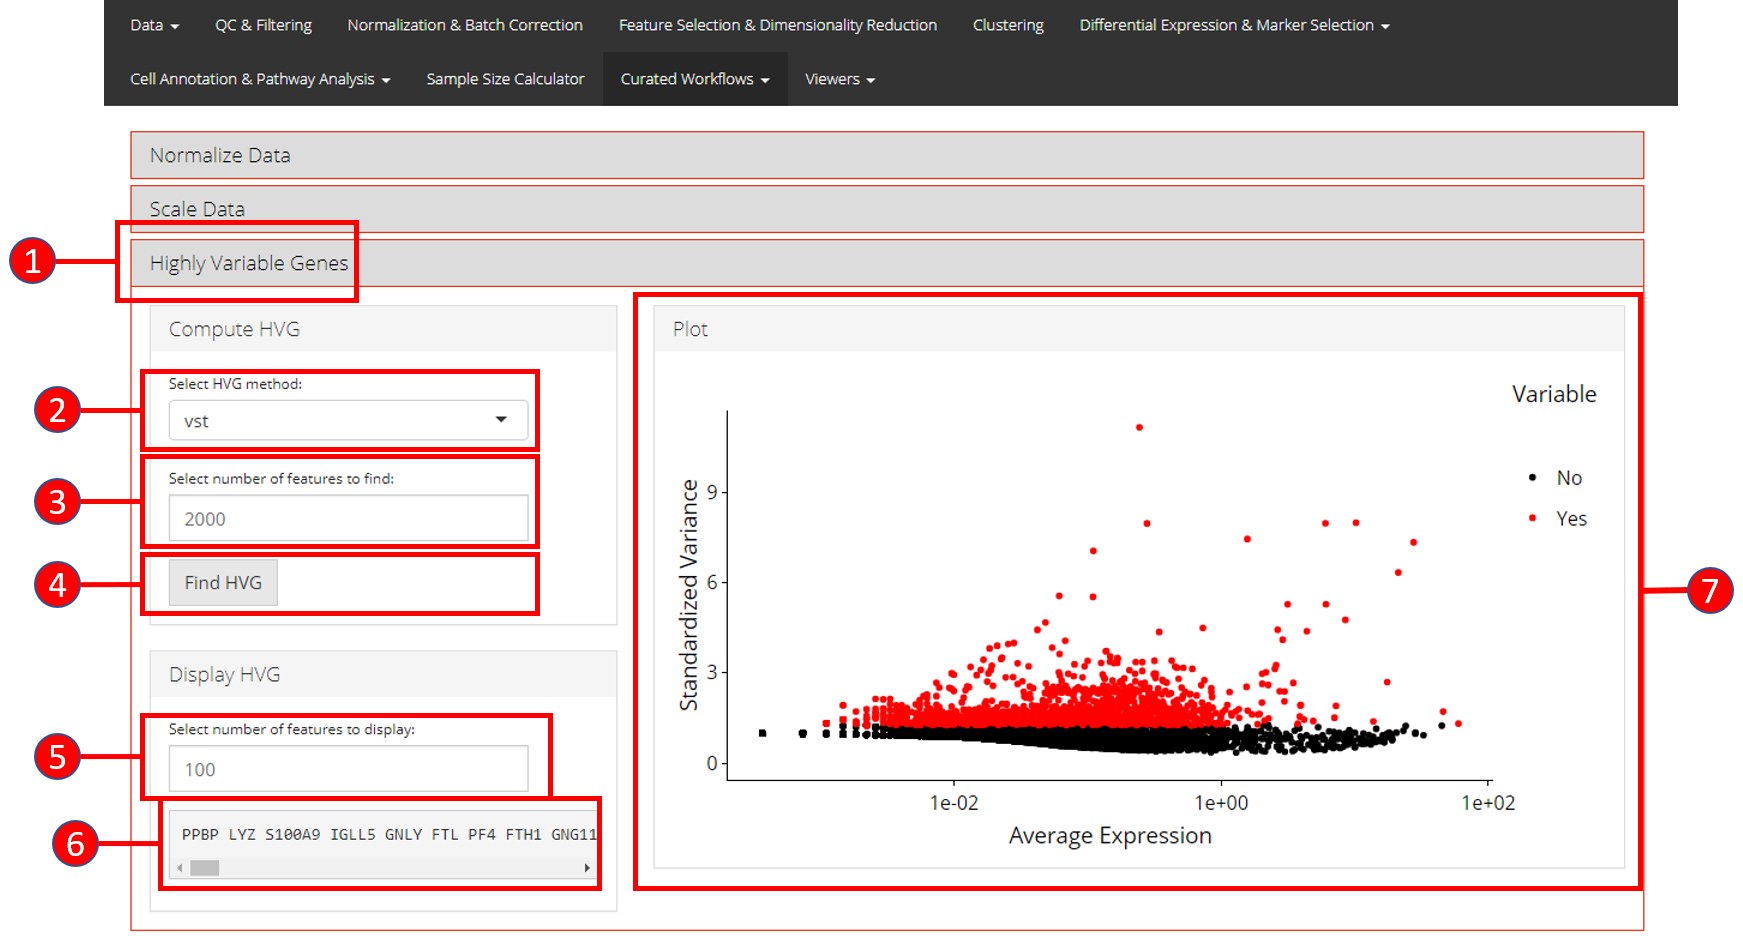 Data QC & Filtering Normalization & Batch Correction Feature Selection & Dimensionality Reduction Clustering Differential Expression & Marker Selection
Cell Annotation & Pathway Analysis Sample Size Calculator Curated Workflows Viewers
Normalize Data
Scale Data
1
Highly Variable Genes
Compute HVG
Select HVG method:
2
vst
Select number of features to find:
3
2000
4
Find HVG
Display HVG
Select number of features to display:
5
100
6
PPBP LYZ S100A9 IGLL5 GNLY FTL PF4 FTH1 GNG11
Plot
Variable
No
Yes
Standardized Variance
9
6
3
0
1e-02 1e+00 1e+02
Average Expression
7